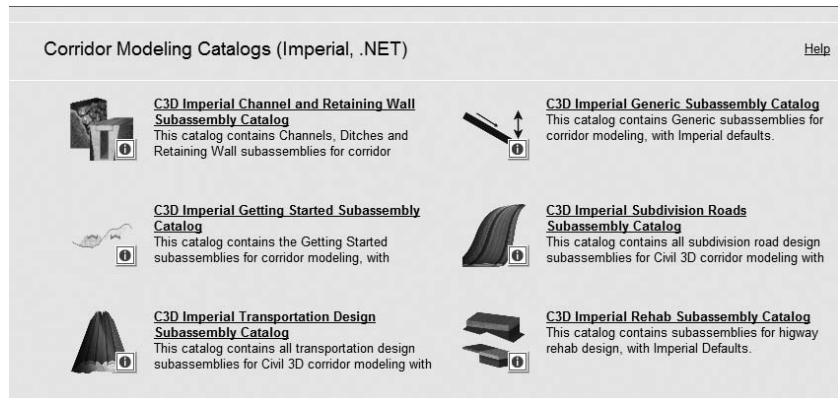 Corridor Modeling Catalogs (Imperial, .NET)
Help
C3D Imperial Channel and Retaining Wall
Subassembly Catalog
This catalog contains Channels, Ditches and
Retaining Wall subassemblies for corridor
C3D Imperial Generic Subassembly Catalog
This catalog contains Generic subassemblies for
corridor modeling, with Imperial defaults.
C3D Imperial Getting Started Subassembly
Catalog
This catalog contains the Getting Started
subassemblies for corridor modeling, with
C3D Imperial Subdivision Roads
Subassembly Catalog
This catalog contains all subdivision road design
subassemblies for Civil 3D corridor modeling with
C3D Imperial Transportation Design
Subassembly Catalog
This catalog contains all transportation design
subassemblies for Civil 3D corridor modeling with
C3D Imperial Rehab Subassembly Catalog
This catalog contains subassemblies for higway
rehab design, with Imperial Defaults.